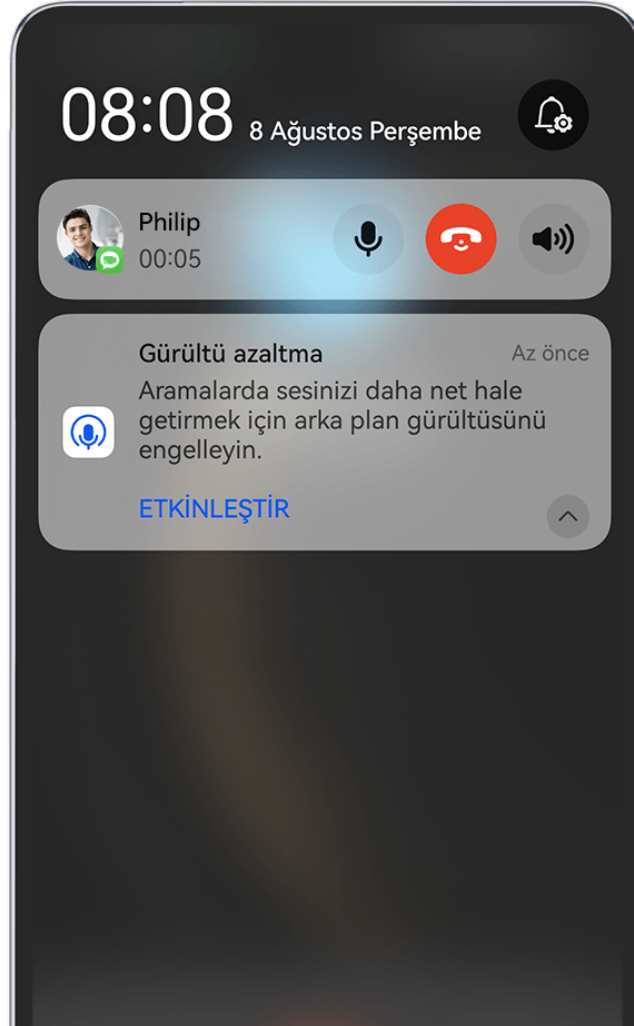 08:08 8 Ağustos Perşembe
Philip
00:05
Gürültü azaltma Az önce
Aramalarda sesinizi daha net hale
getirmek için arka plan gürültüsünü
engelleyin.
ETKİNLEŞTİR